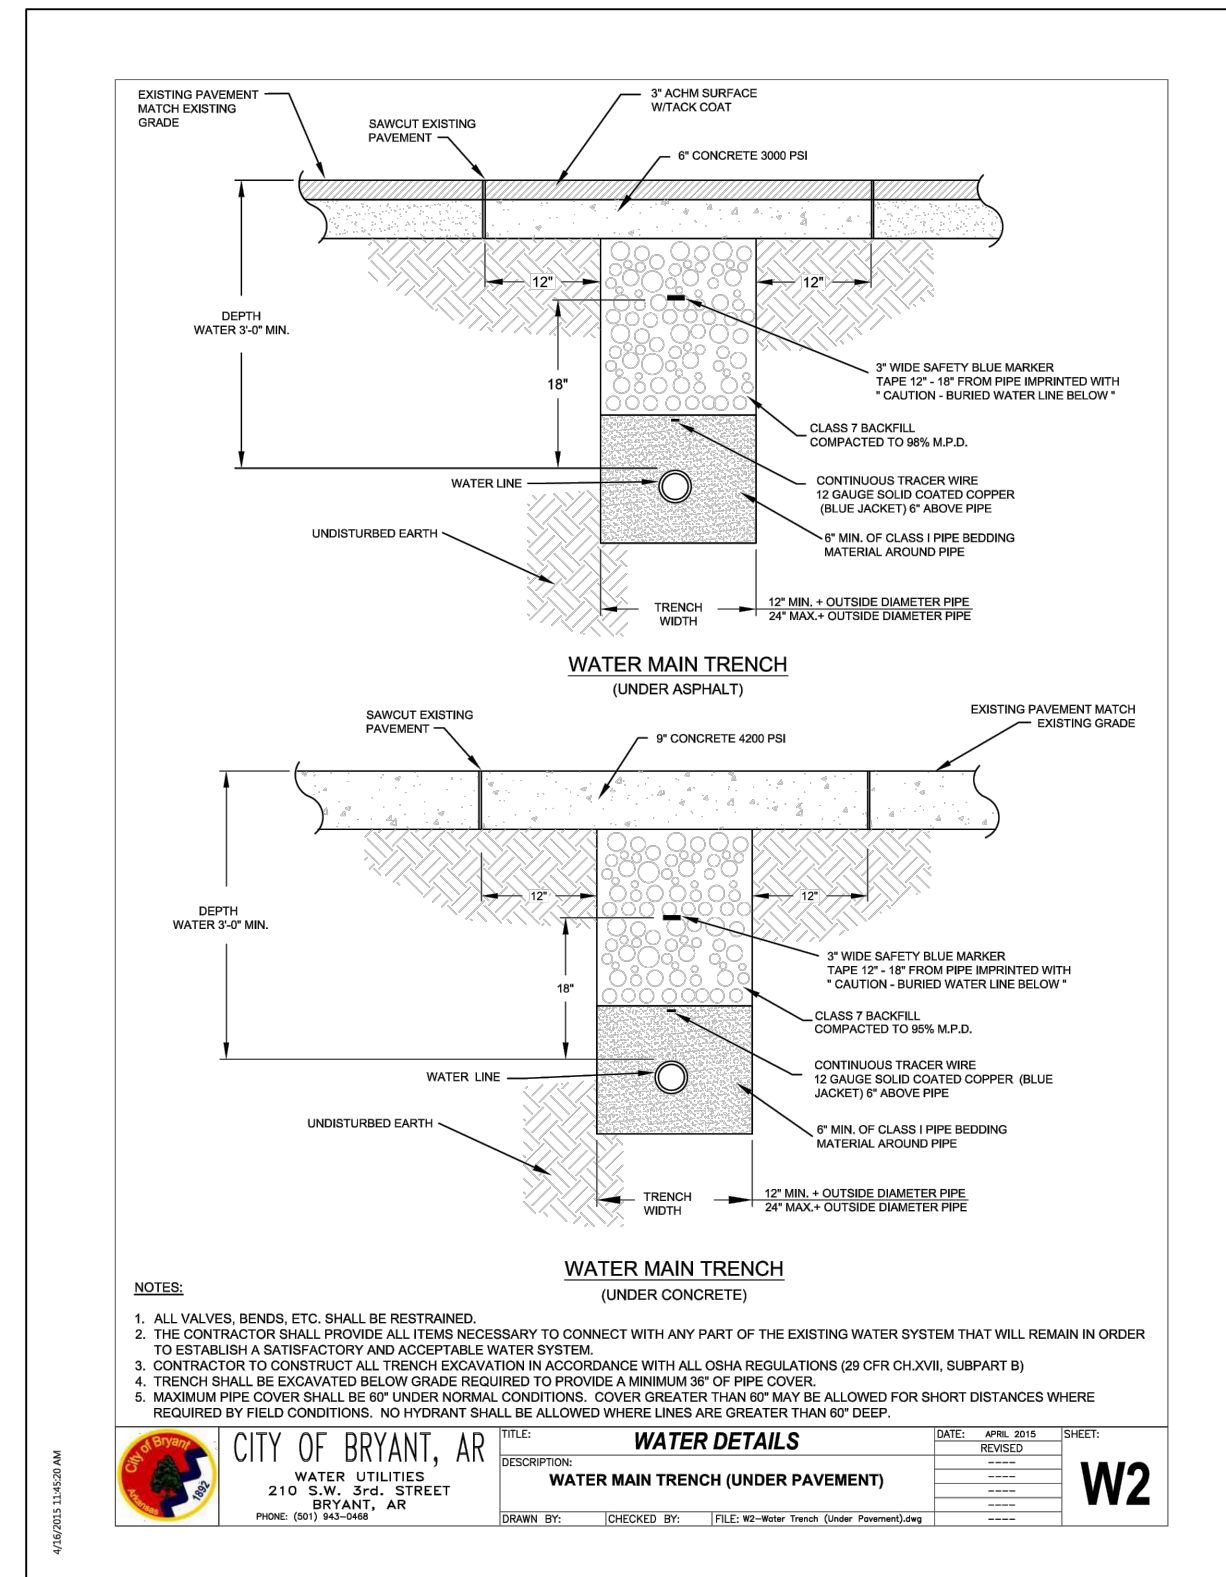 EXISTING PAVEMENT
MATCH EXISTING
GRADE
3" ACHM SURFACE
W/TACK COAT
SAWCUT EXISTING
PAVEMENT
6" CONCRETE 3000 PSI
12"
12"
DEPTH
WATER 3'-0" MIN.
18"
3" WIDE SAFETY BLUE MARKER
TAPE 12" - 18" FROM PIPE IMPRINTED WITH
" CAUTION - BURIED WATER LINE BELOW "
CLASS 7 BACKFILL
COMPACTED TO 98% M.P.D.
WATER LINE
CONTINUOUS TRACER WIRE
12 GAUGE SOLID COATED COPPER
(BLUE JACKET) 6" ABOVE PIPE
UNDISTURBED EARTH
6" MIN. OF CLASS I PIPE BEDDING
MATERIAL AROUND PIPE
TRENCH
WIDTH
12" MIN. + OUTSIDE DIAMETER PIPE
24" MAX.+ OUTSIDE DIAMETER PIPE
WATER MAIN TRENCH
(UNDER ASPHALT)
SAWCUT EXISTING
PAVEMENT
9" CONCRETE 4200 PSI
EXISTING PAVEMENT MATCH
EXISTING GRADE
12"
12"
DEPTH
WATER 3'-0" MIN.
18"
3" WIDE SAFETY BLUE MARKER
TAPE 12" - 18" FROM PIPE IMPRINTED WITH
" CAUTION - BURIED WATER LINE BELOW "
CLASS 7 BACKFILL
COMPACTED TO 95% M.P.D.
WATER LINE
CONTINUOUS TRACER WIRE
12 GAUGE SOLID COATED COPPER (BLUE
JACKET) 6" ABOVE PIPE
UNDISTURBED EARTH
6" MIN. OF CLASS I PIPE BEDDING
MATERIAL AROUND PIPE
TRENCH
WIDTH
12" MIN. + OUTSIDE DIAMETER PIPE
24" MAX.+ OUTSIDE DIAMETER PIPE
WATER MAIN TRENCH
(UNDER CONCRETE)
NOTES:
1. ALL VALVES, BENDS, ETC. SHALL BE RESTRAINED.
2. THE CONTRACTOR SHALL PROVIDE ALL ITEMS NECESSARY TO CONNECT WITH ANY PART OF THE EXISTING WATER SYSTEM THAT WILL REMAIN IN ORDER
TO ESTABLISH A SATISFACTORY AND ACCEPTABLE WATER SYSTEM.
3. CONTRACTOR TO CONSTRUCT ALL TRENCH EXCAVATION IN ACCORDANCE WITH ALL OSHA REGULATIONS (29 CFR CH.XVII, SUBPART B)
4. TRENCH SHALL BE EXCAVATED BELOW GRADE REQUIRED TO PROVIDE A MINIMUM 36" OF PIPE COVER.
5. MAXIMUM PIPE COVER SHALL BE 60" UNDER NORMAL CONDITIONS. COVER GREATER THAN 60" MAY BE ALLOWED FOR SHORT DISTANCES WHERE
REQUIRED BY FIELD CONDITIONS. NO HYDRANT SHALL BE ALLOWED WHERE LINES ARE GREATER THAN 60" DEEP.
City of Bryant
Arkansas
1892
CITY OF BRYANT, AR
WATER UTILITIES
210 S.W. 3rd. STREET
BRYANT, AR
PHONE: (501) 943-0468
TITLE:
WATER DETAILS
DESCRIPTION:
WATER MAIN TRENCH (UNDER PAVEMENT)
DRAWN BY:
CHECKED BY:
FILE: W2-Water Trench (Under Pavement).dwg
DATE: APRIL 2015
REVISED
----
----
----
----
----
SHEET:
W2
4/16/2015 11:45:20 AM